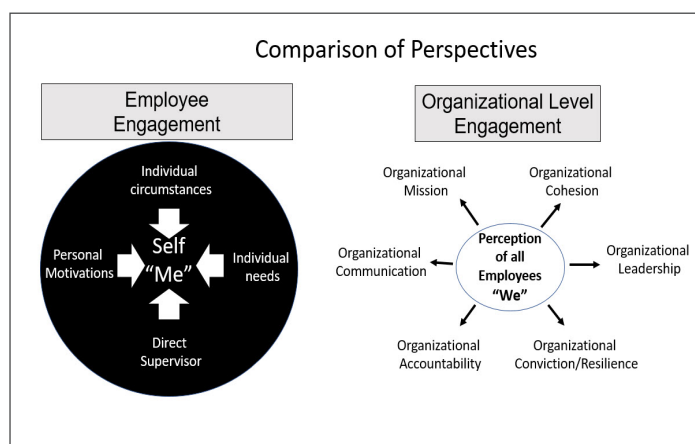 Comparison of Perspectives
Employee
Engagement
Individual
circumstances
Personal
Motivations
Self
“Me”
Individual
needs
Direct
Supervisor
Organizational Level
Engagement
Organizational
Mission
Organizational
Cohesion
Organizational
Communication
Perception
of all
Employees
“We”
Organizational
Leadership
Organizational
Accountability
Organizational
Conviction/Resilience